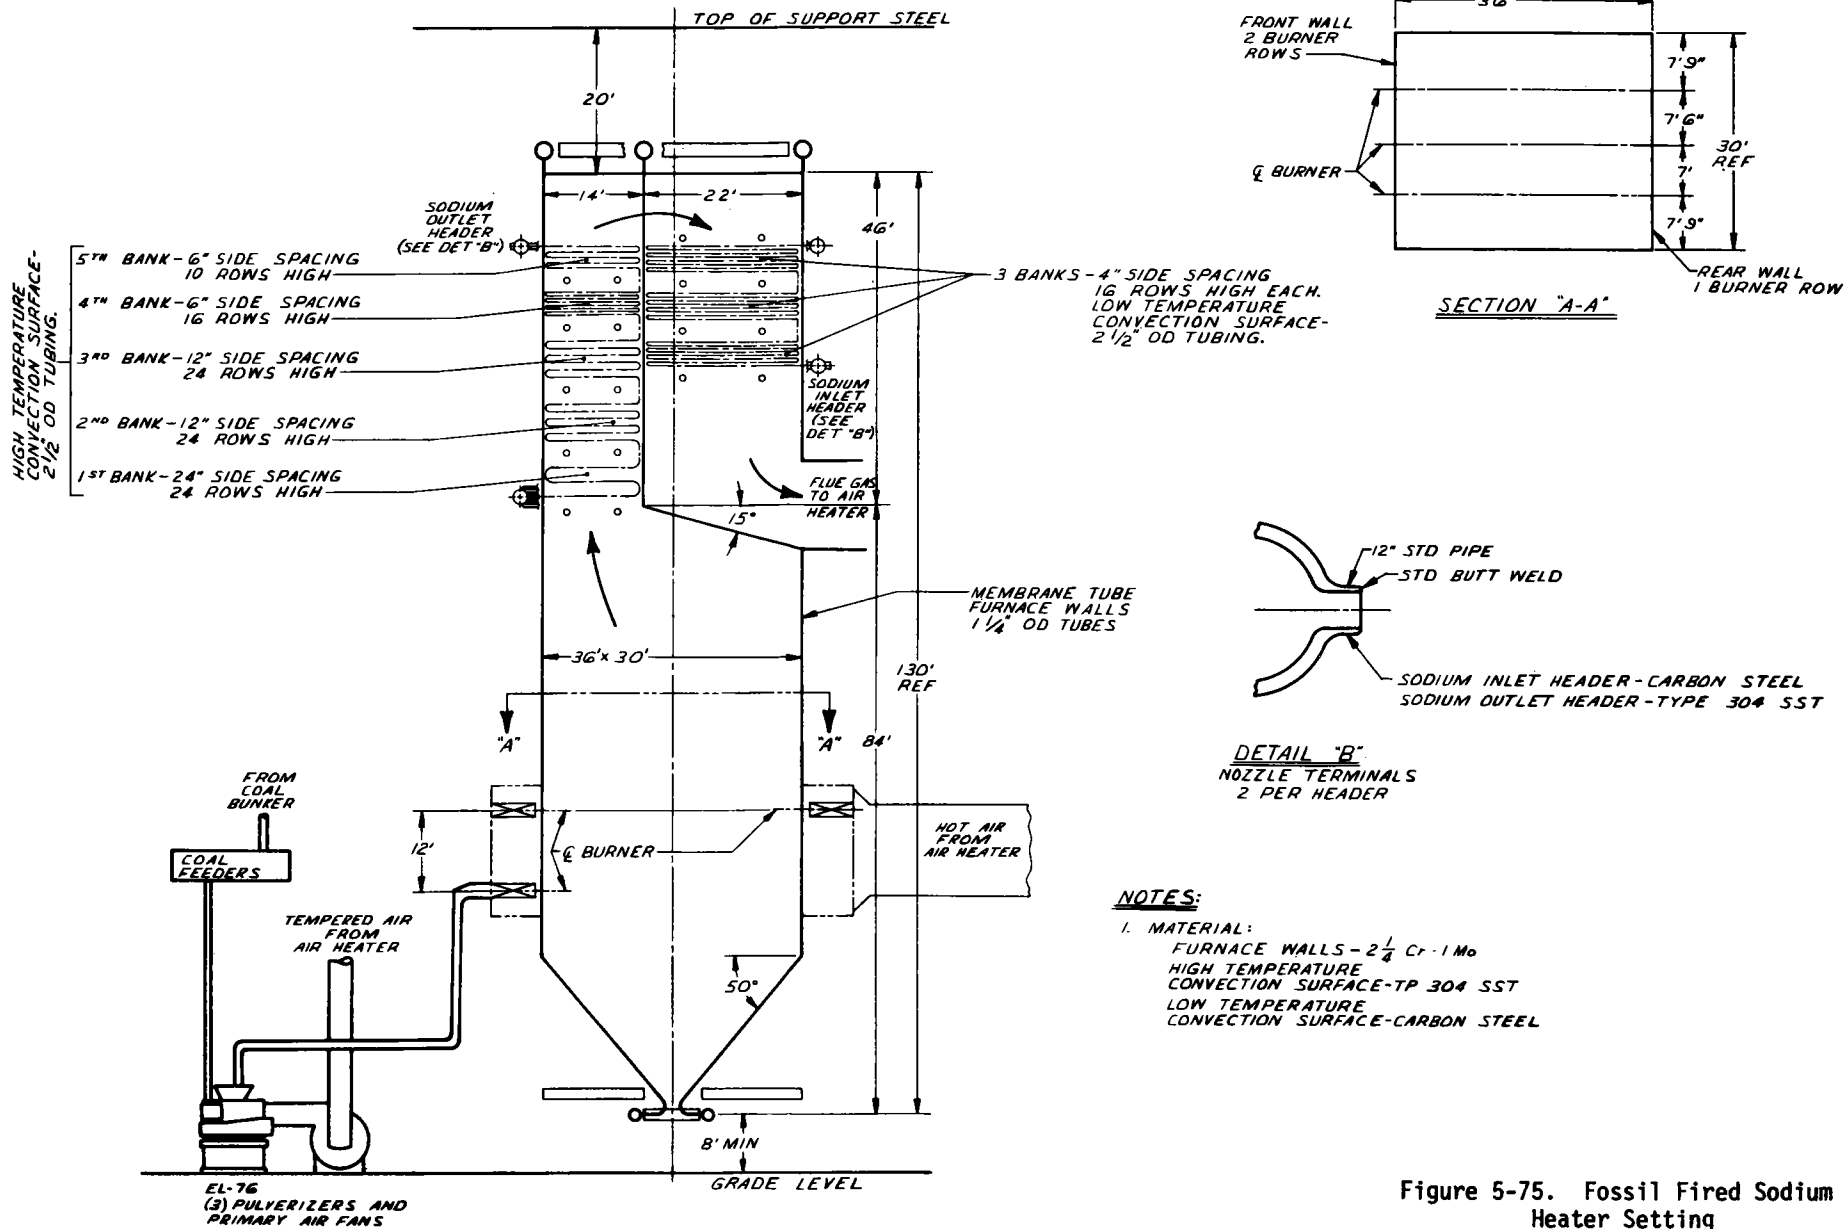 TOP OF SUPPORT STEEL
20'
14'
22'
46'
SODIUM
OUTLET
HEADER
(SEE DET "B")
HIGH TEMPERATURE
CONVECTION SURFACE-
2 1/2" OD TUBING.
5TH BANK-6" SIDE SPACING
10 ROWS HIGH
4TH BANK-6" SIDE SPACING
16 ROWS HIGH
3RD BANK-12" SIDE SPACING
24 ROWS HIGH
2ND BANK-12" SIDE SPACING
24 ROWS HIGH
1ST BANK-24" SIDE SPACING
24 ROWS HIGH
3 BANKS-4" SIDE SPACING
16 ROWS HIGH EACH.
LOW TEMPERATURE
CONVECTION SURFACE-
2 1/2" OD TUBING.
SODIUM
INLET
HEADER
(SEE
DET "B")
FLUE GAS
TO AIR
HEATER
15°
MEMBRANE TUBE
FURNACE WALLS
1 1/4" OD TUBES
36' x 30'
130'
REF
"A"
"A"
84'
FROM
COAL
BUNKER
COAL
FEEDERS
12'
℄ BURNER
HOT AIR
FROM
AIR HEATER
TEMPERED AIR
FROM
AIR HEATER
50°
8' MIN
GRADE LEVEL
EL-76
(3) PULVERIZERS AND
PRIMARY AIR FANS
36'
FRONT WALL
2 BURNER
ROWS
7'9"
7'6"
30'
REF
7'
7'9"
℄ BURNER
REAR WALL
1 BURNER ROW
SECTION "A-A"
12" STD PIPE
STD BUTT WELD
SODIUM INLET HEADER-CARBON STEEL
SODIUM OUTLET HEADER-TYPE 304 SST
DETAIL "B"
NOZZLE TERMINALS
2 PER HEADER
NOTES:
1. MATERIAL:
FURNACE WALLS-2 1/4 Cr-1 Mo
HIGH TEMPERATURE
CONVECTION SURFACE-TP 304 SST
LOW TEMPERATURE
CONVECTION SURFACE-CARBON STEEL
Figure 5-75. Fossil Fired Sodium
Heater Setting